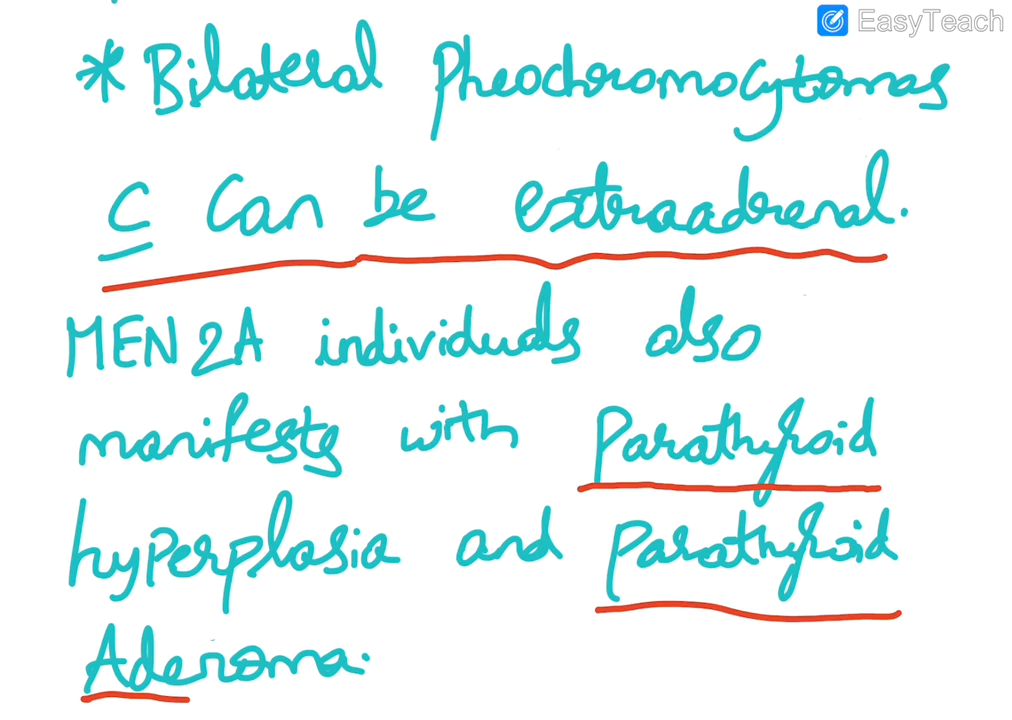 EasyTeach
* Bilateral Pheochromocytomas
C can be extraadrenal.
MEN 2A individuals also
manifests with Parathyroid
hyperplasia and parathyroid
Adenoma.